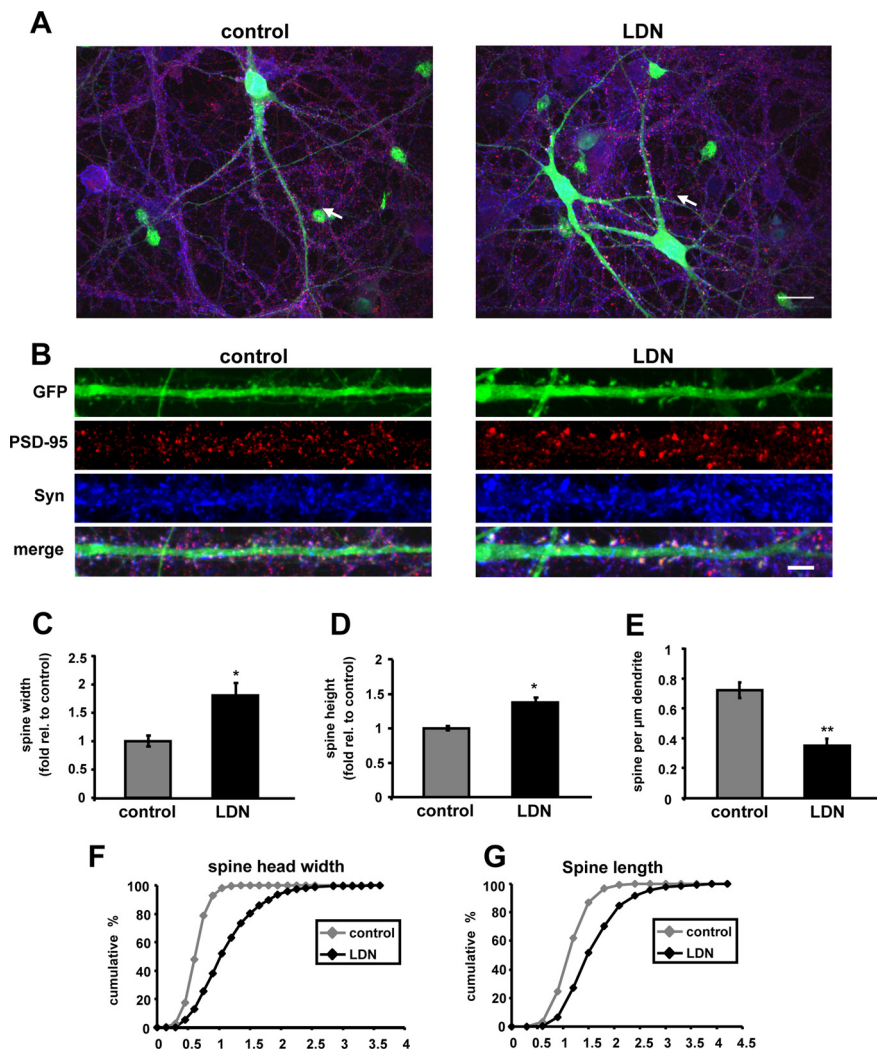 A
control
LDN
B
control
LDN
GFP
PSD-95
Syn
merge
C
spine width
(fold rel. to control)
2.5
2
1.5
1
0.5
0
*
control
LDN
D
spine height
(fold rel. to control)
2
1.5
1
0.5
0
*
control
LDN
E
spine per µm dendrite
1
0.8
0.6
0.4
0.2
0
**
control
LDN
F
spine head width
cumulative %
100
80
60
40
20
0
control
LDN
0 0.5 1 1.5 2 2.5 3 3.5 4
G
Spine length
cumulative %
100
80
60
40
20
0
control
LDN
0 0.5 1 1.5 2 2.5 3 3.5 4 4.5